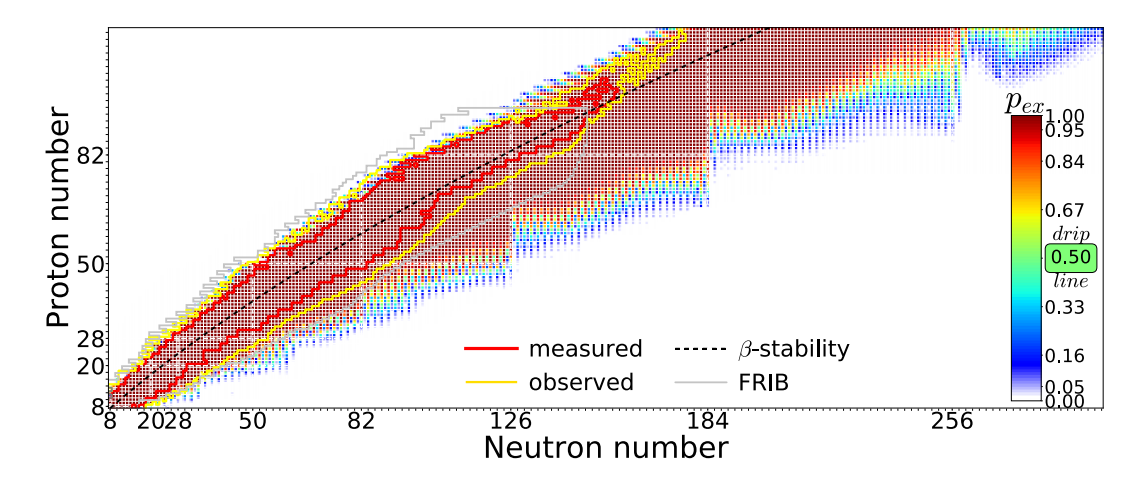 Proton number
82
50
28
20
8
8
20
28
50
82
126
184
256
Neutron number
measured
observed
β-stability
FRIB
p_ex
1.00
0.95
0.84
0.67
drip
0.50
line
0.33
0.16
0.05
0.00